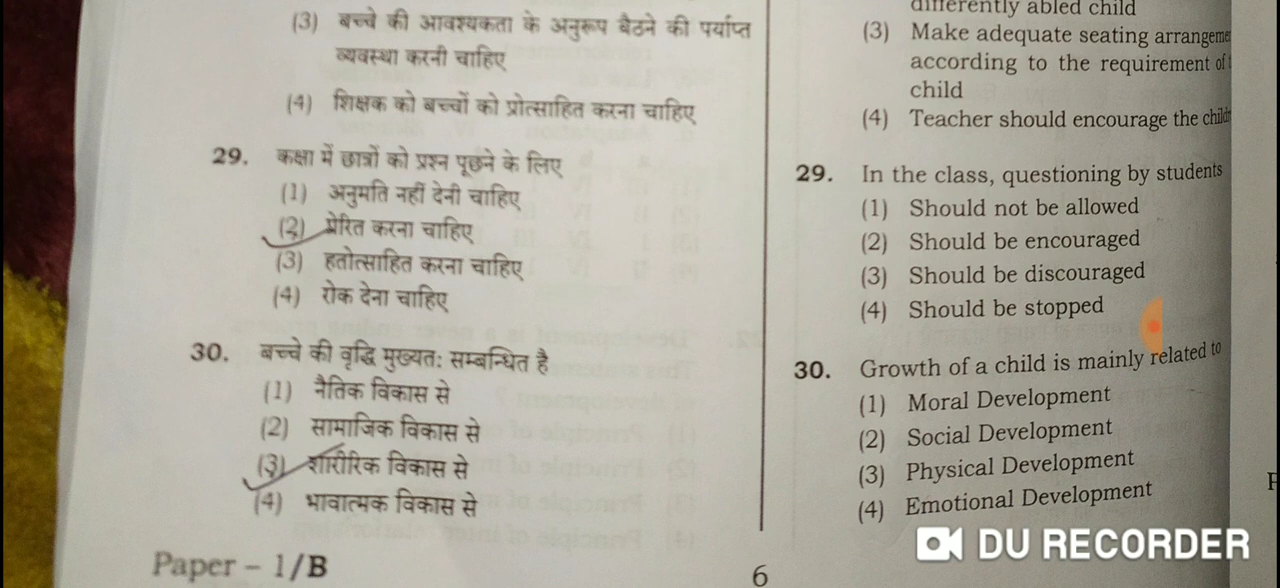 (3) बच्चे की आवश्यकता के अनुरूप बैठने की पर्याप्त
व्यवस्था करनी चाहिए
(4) शिक्षक को बच्चों को प्रोत्साहित करना चाहिए
29. कक्षा में छात्रों को प्रश्न पूछने के लिए
(1) अनुमति नहीं देनी चाहिए
(2) प्रेरित करना चाहिए
(3) हतोत्साहित करना चाहिए
(4) रोक देना चाहिए
30. बच्चे की वृद्धि मुख्यत: सम्बन्धित है
(1) नैतिक विकास से
(2) सामाजिक विकास से
(3) शारीरिक विकास से
(4) भावात्मक विकास से
Paper - 1/B
6
differently abled child
(3) Make adequate seating
according to the requirement of
child
(4) Teacher should encourage the
29. In the class, questioning by students
(1) Should not be allowed
(2) Should be encouraged
(3) Should be discouraged
(4) Should be stopped
30. Growth of a child is mainly related to
(1) Moral Development
(2) Social Development
(3) Physical Development
(4) Emotional Development
DU RECORDER